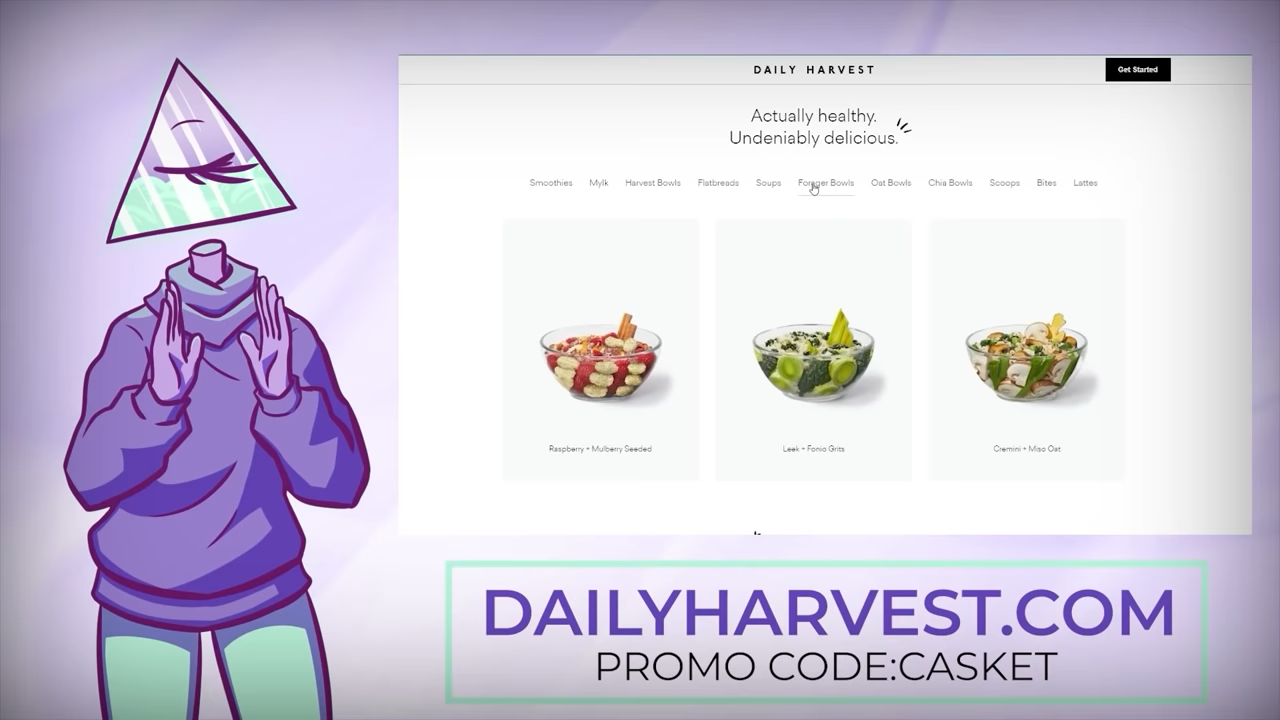 DAILY HARVEST
Get Started
Actually healthy.
Undeniably delicious.
Smoothies Mylk Harvest Bowls Flatbreads Soups Forager Bowls Oat Bowls Chia Bowls Scoops Bites Lattes
Raspberry + Mulberry Seeded
Leek + Fonio Grits
Cremini + Miso Oat
DAILYHARVEST.COM
PROMO CODE:CASKET